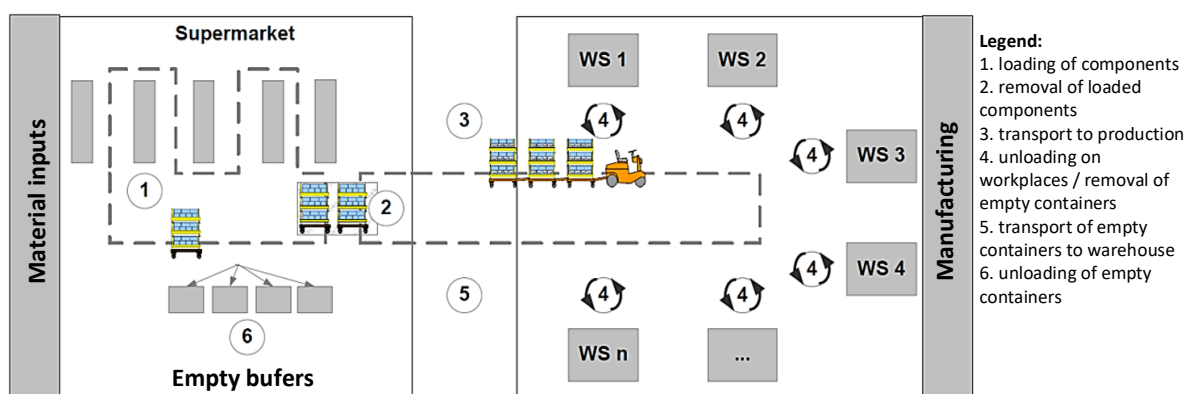 Material inputs
Supermarket
1
2
6
Empty bufers
3
5
WS 1
WS 2
4
4
4
WS 3
4
WS 4
4
4
WS n
...
Manufacturing
Legend:
1. loading of components
2. removal of loaded
components
3. transport to production
4. unloading on
workplaces / removal of
empty containers
5. transport of empty
containers to warehouse
6. unloading of empty
containers